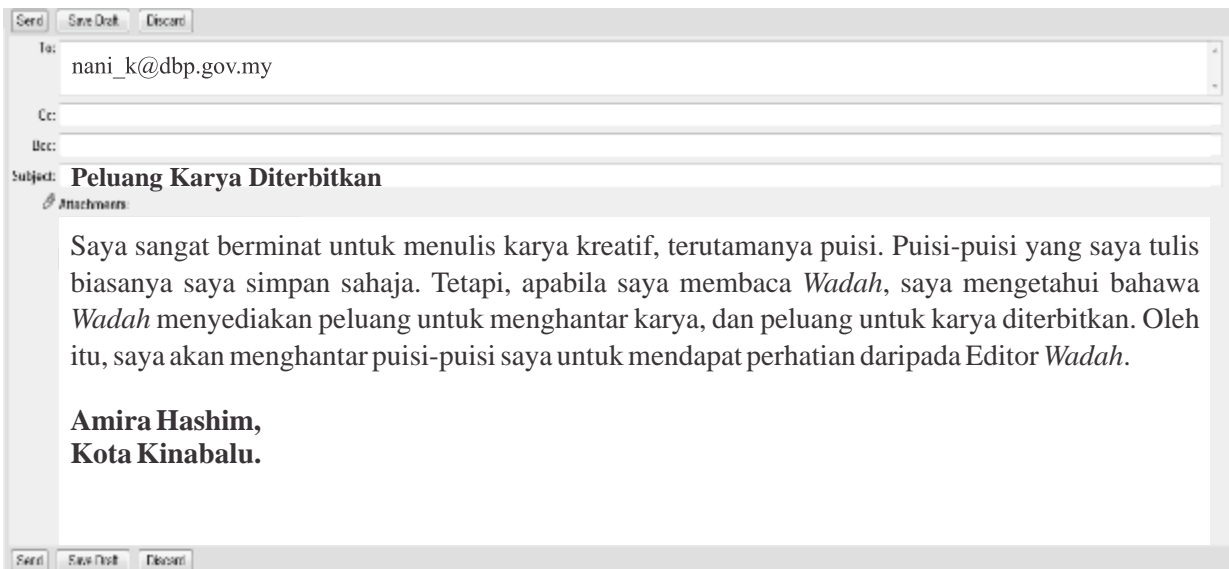 Send Save Draft Discard
To: nani_k@dbp.gov.my
Cc:
Bcc:
Subject: Peluang Karya Diterbitkan
Attachments:
Saya sangat berminat untuk menulis karya kreatif, terutamanya puisi. Puisi-puisi yang saya tulis
biasanya saya simpan sahaja. Tetapi, apabila saya membaca Wadah, saya mengetahui bahawa
Wadah menyediakan peluang untuk menghantar karya, dan peluang untuk karya diterbitkan. Oleh
itu, saya akan menghantar puisi-puisi saya untuk mendapat perhatian daripada Editor Wadah.
Amira Hashim,
Kota Kinabalu.
Send Save Draft Discard